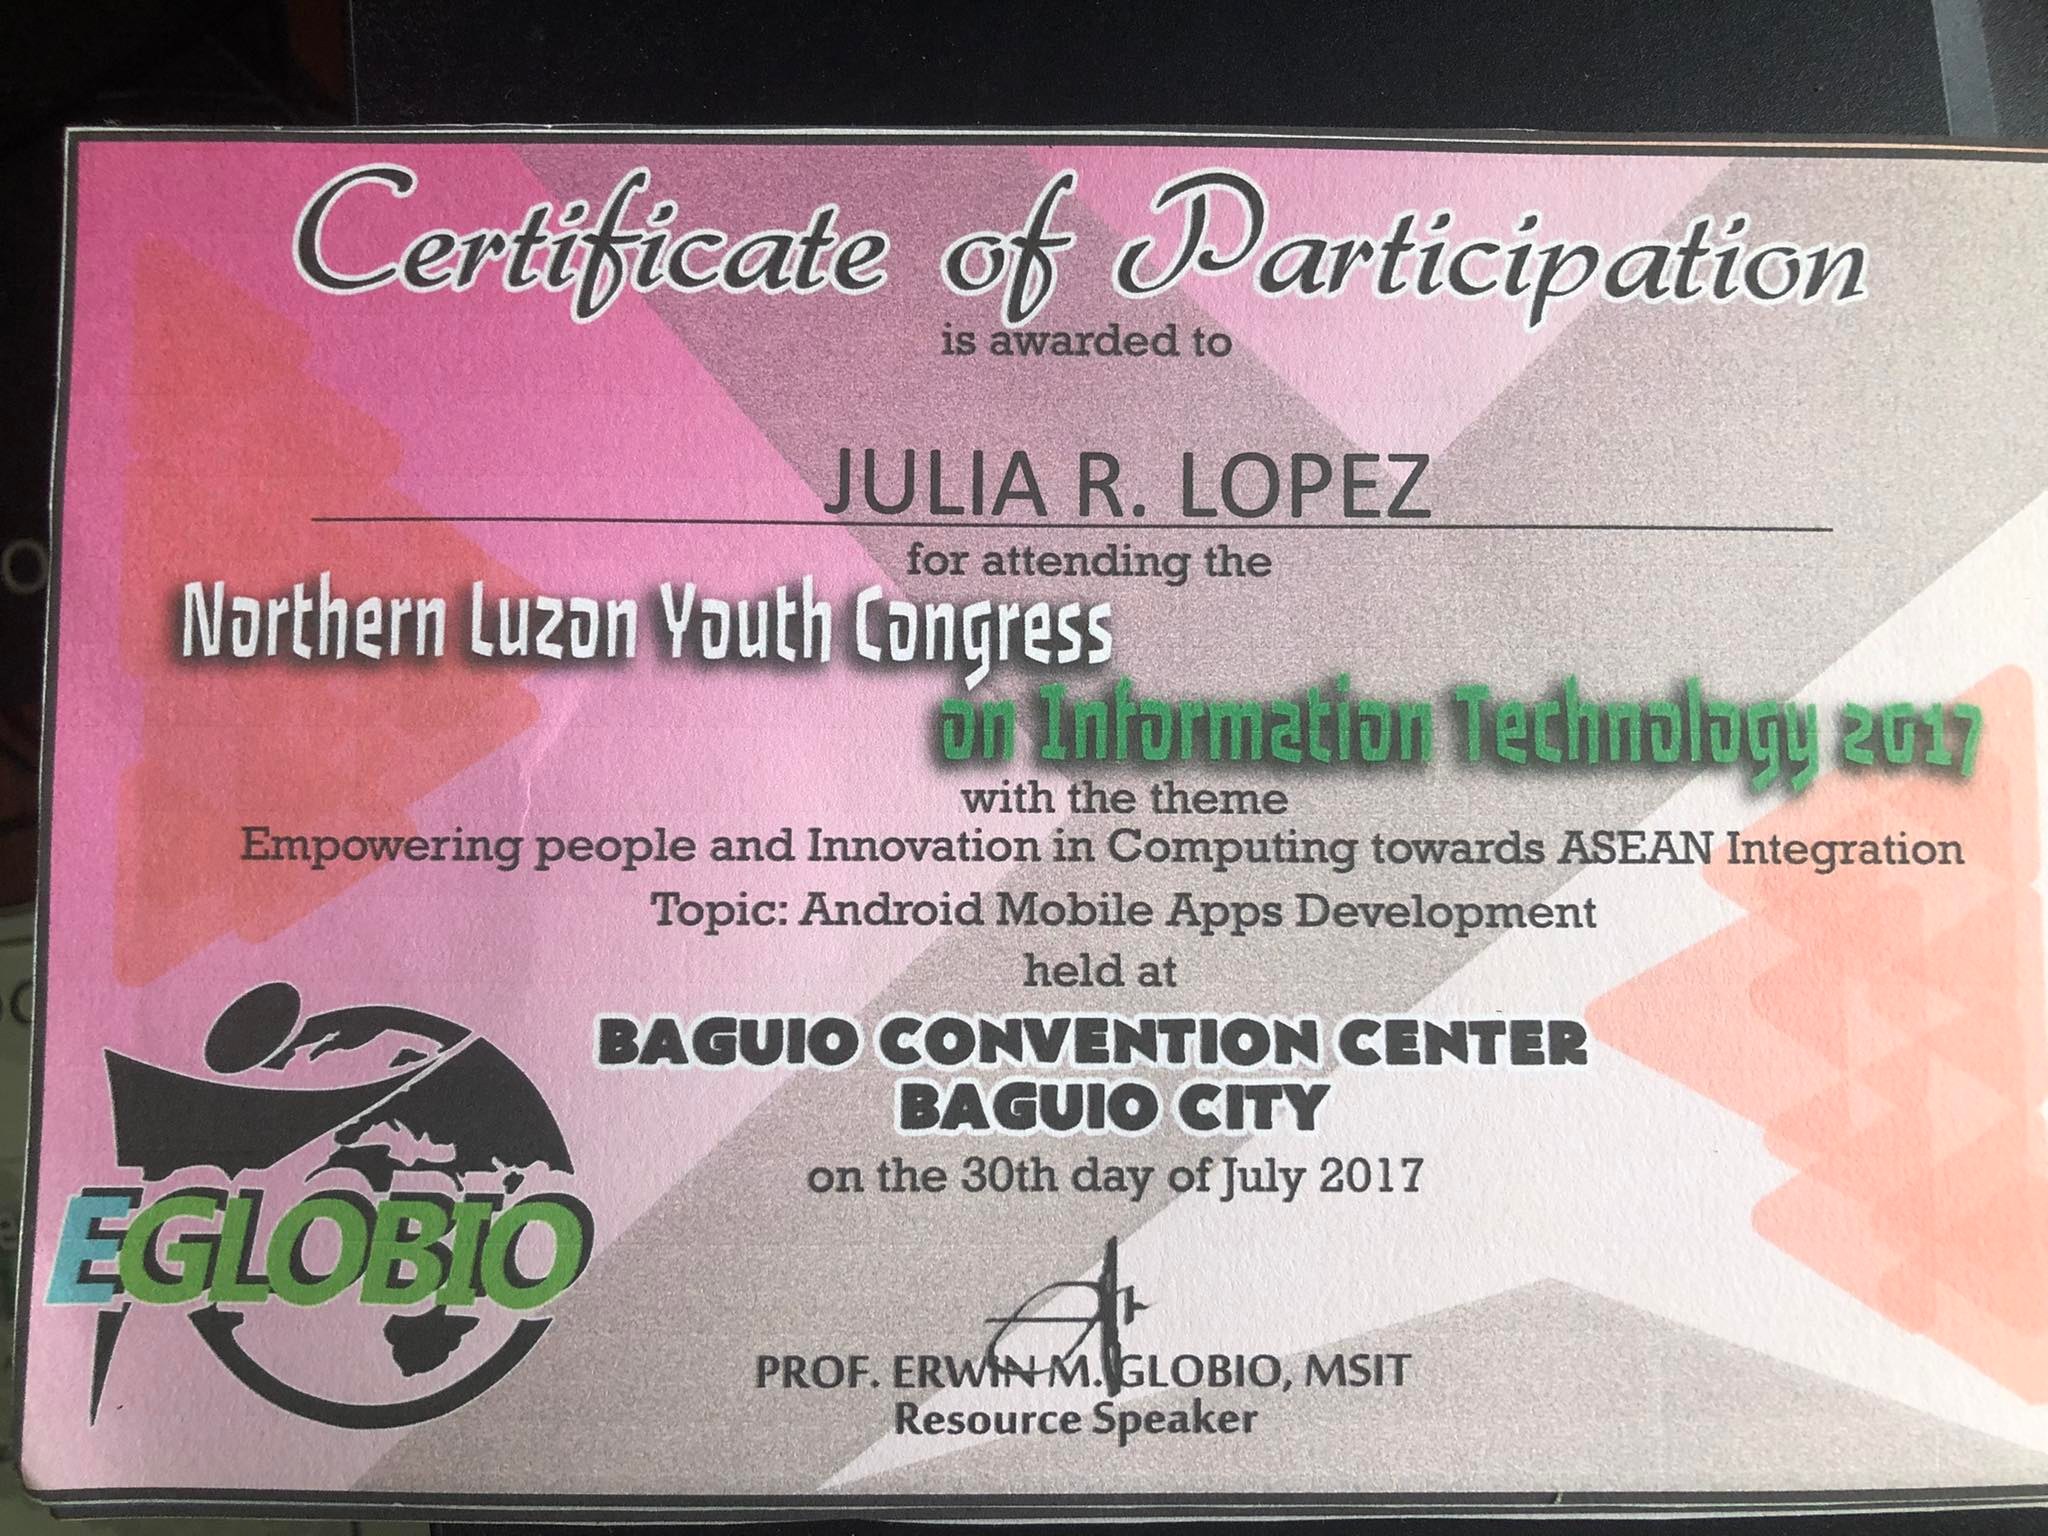 Certificate of Participation
is awarded to
JULIA R. LOPEZ
for attending the
Northern Luzon Youth Congress
on Information Technology 2017
with the theme
Empowering people and Innovation in Computing towards ASEAN Integration
Topic: Android Mobile Apps Development
held at
BAGUIO CONVENTION CENTER
BAGUIO CITY
on the 30th day of July 2017
EGLOBIO
PROF. ERWIN M. GLOBIO, MSIT
Resource Speaker